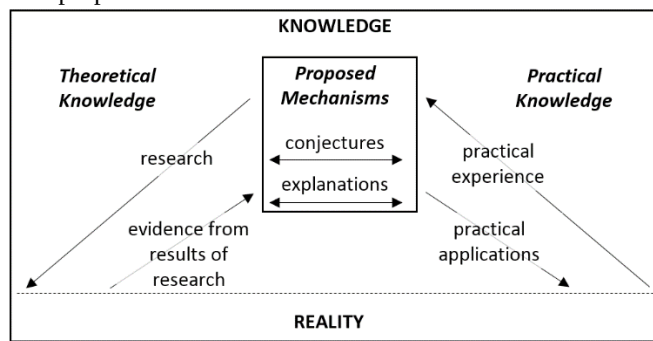 KNOWLEDGE
Theoretical
Knowledge
Proposed
Mechanisms
Practical
Knowledge
conjectures
research
practical
experience
explanations
evidence from
results of
research
practical
applications
REALITY